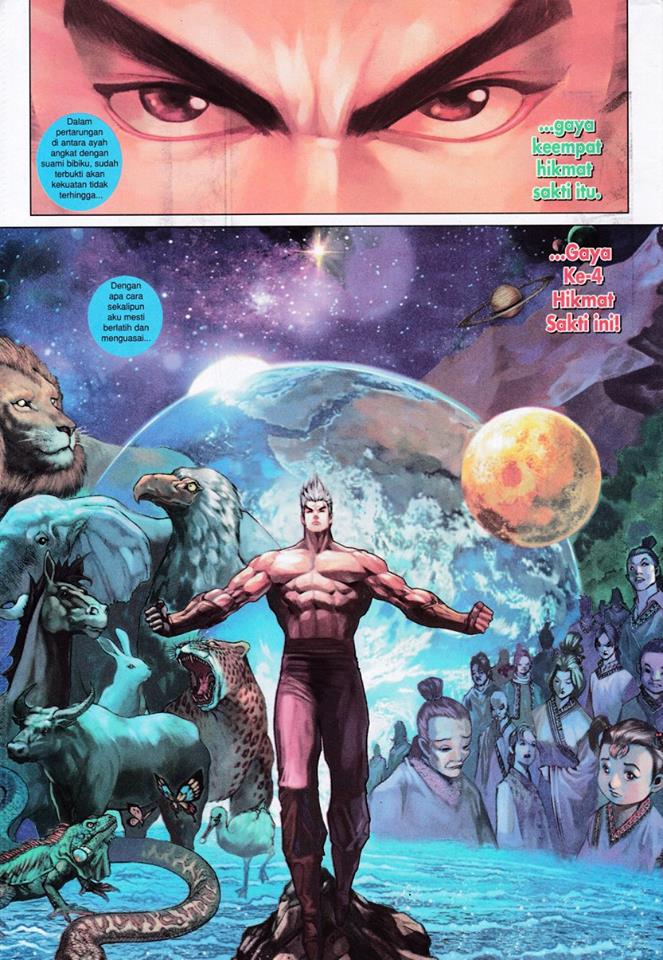 Dalam
pertarungan
di antara ayah
angkat dengan
suami bibiku, sudah
terbukti akan
kekuatan tidak
terhingga...
...gaya
keempat
hikmat
sakti itu.
...Gaya
Ke-4
Hikmat
Sakti ini!
Dengan
apa cara
sekalipun
aku mesti
berlatih dan
menguasai...